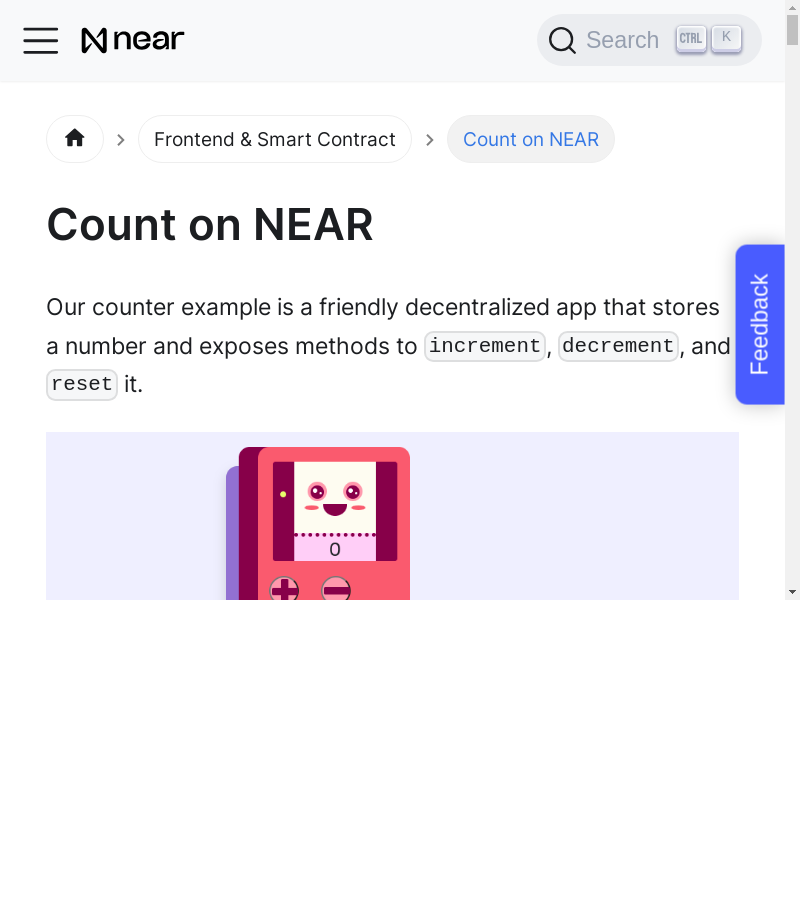 near
Search CTRL K
Frontend & Smart Contract
Count on NEAR
Count on NEAR
Feedback
Our counter example is a friendly decentralized app that stores
a number and exposes methods to increment, decrement, and
reset it.
0